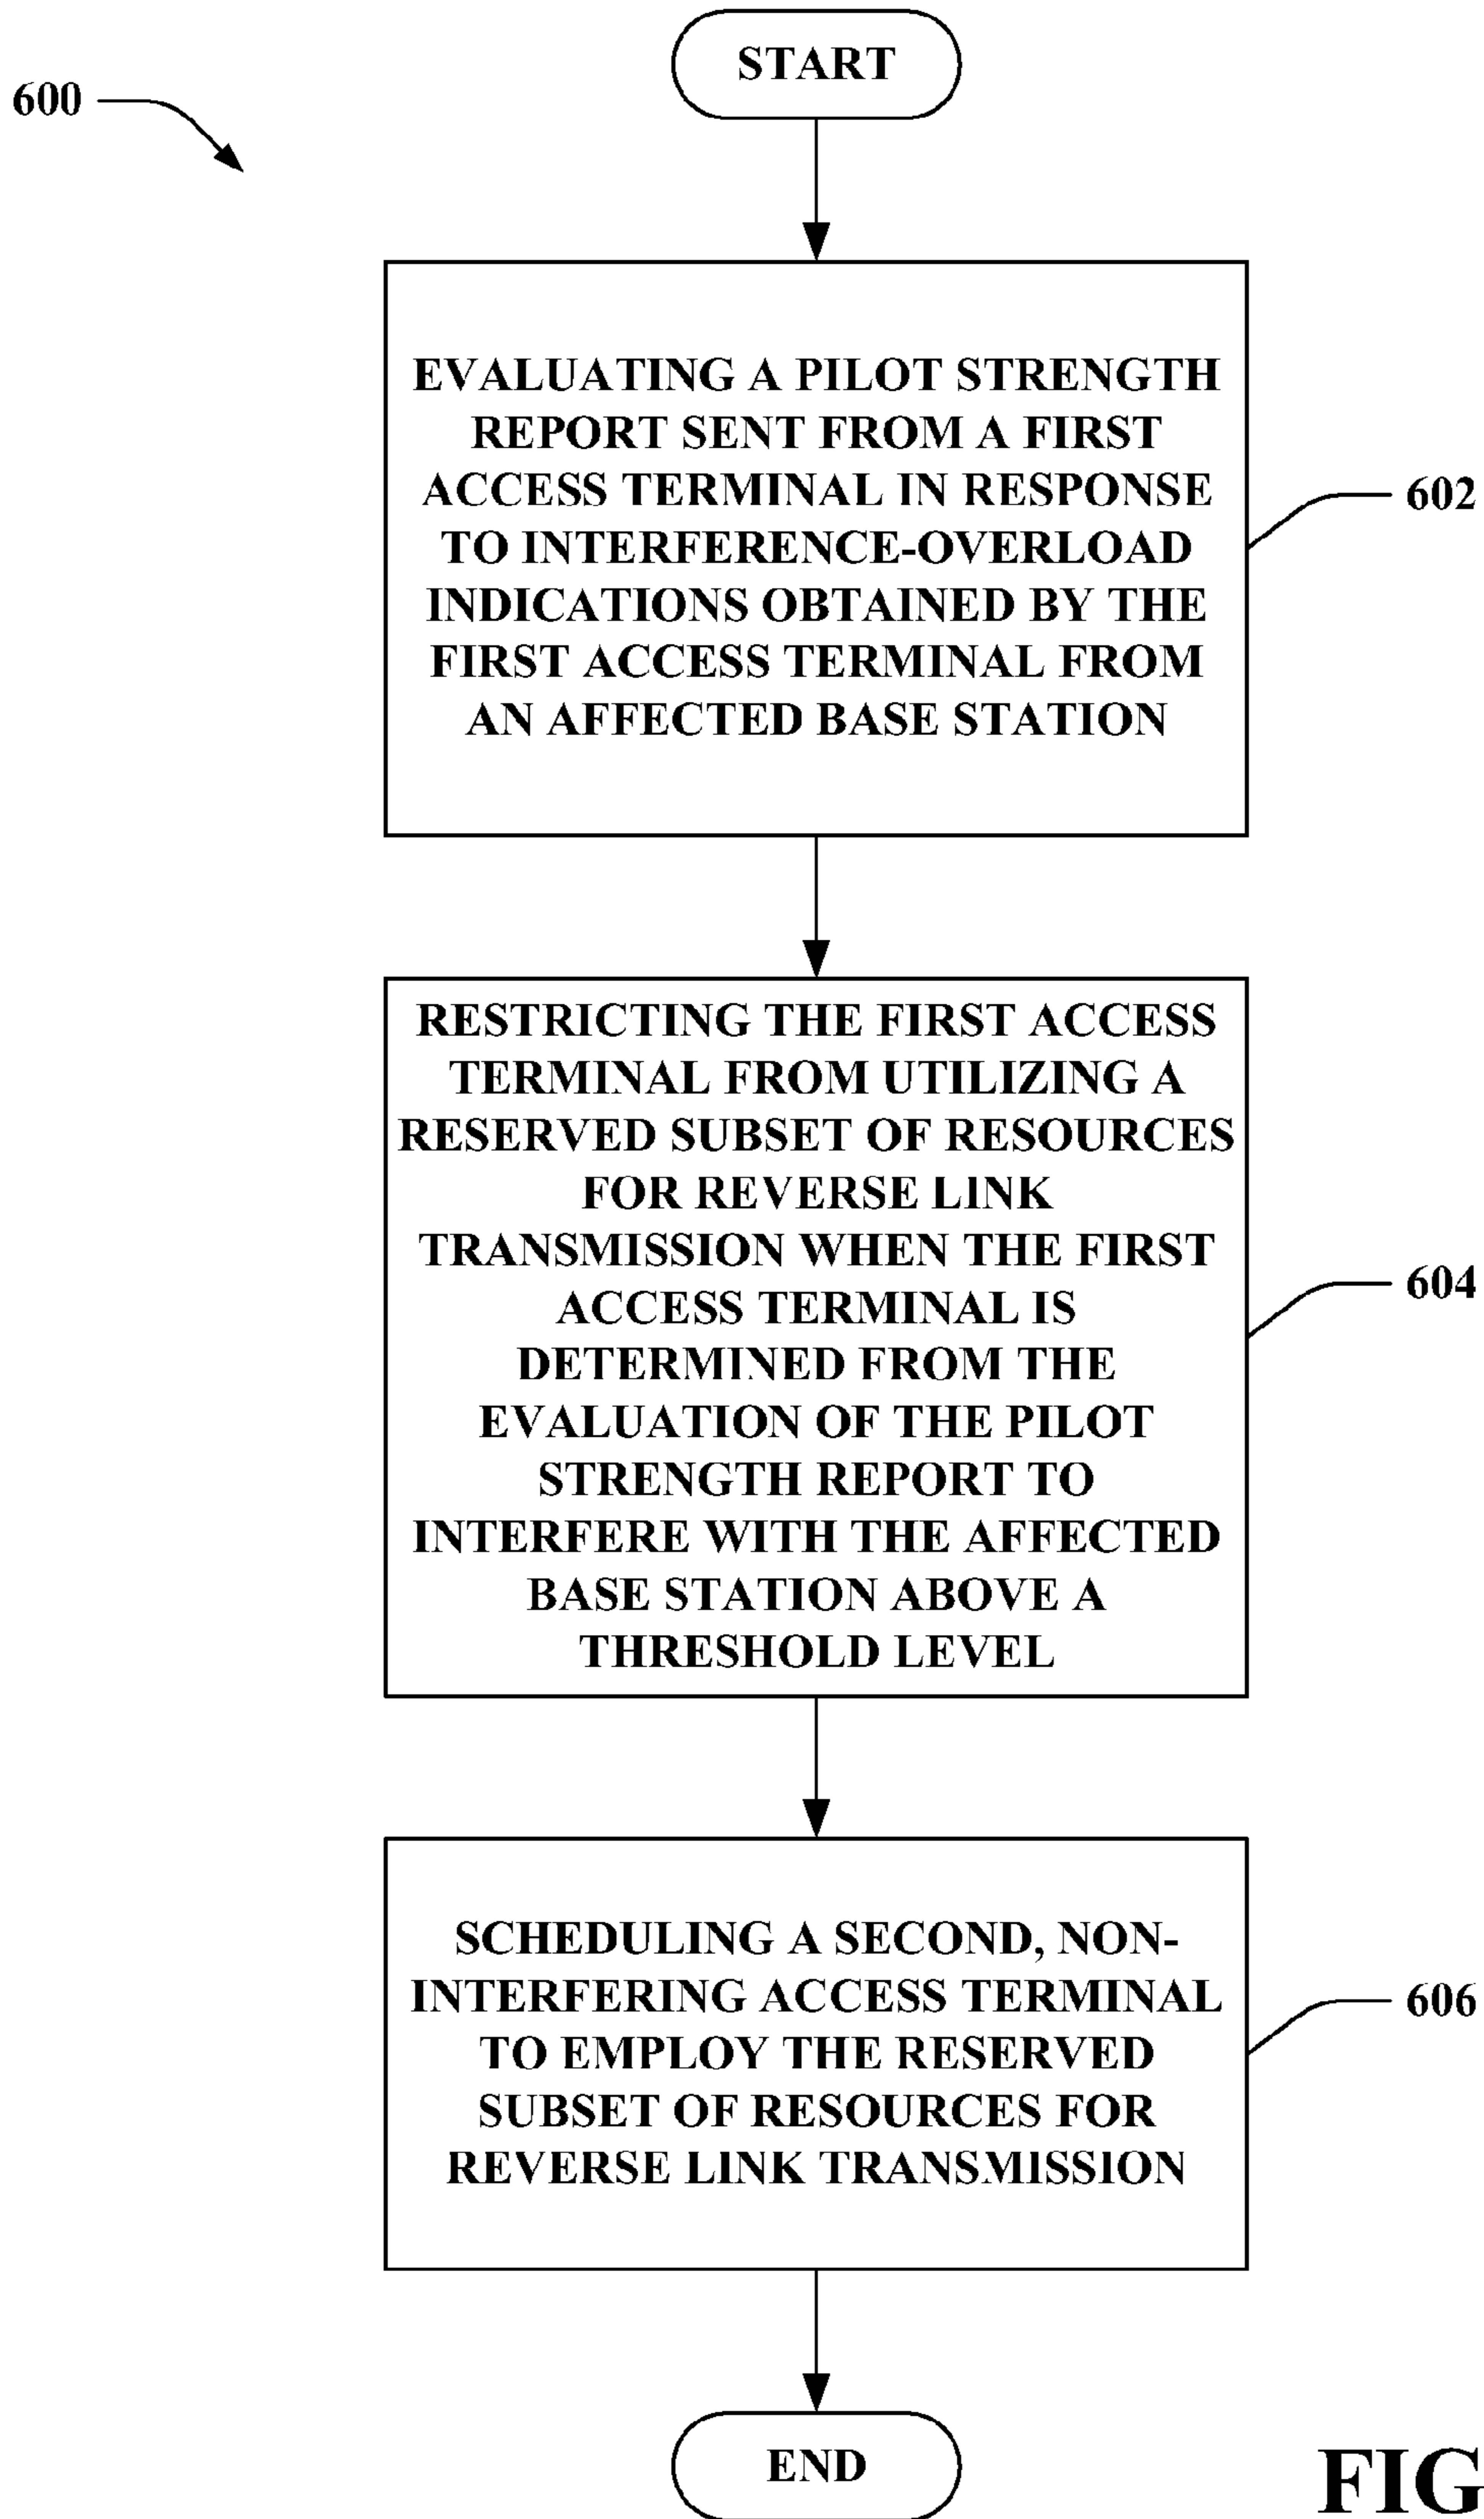 START
600
EVALUATING A PILOT STRENGTH
REPORT SENT FROM A FIRST
ACCESS TERMINAL IN RESPONSE
TO INTERFERENCE-OVERLOAD
INDICATIONS OBTAINED BY THE
FIRST ACCESS TERMINAL FROM
AN AFFECTED BASE STATION
602
RESTRICTING THE FIRST ACCESS
TERMINAL FROM UTILIZING A
RESERVED SUBSET OF RESOURCES
FOR REVERSE LINK
TRANSMISSION WHEN THE FIRST
ACCESS TERMINAL IS
DETERMINED FROM THE
EVALUATION OF THE PILOT
STRENGTH REPORT TO
INTERFERE WITH THE AFFECTED
BASE STATION ABOVE A
THRESHOLD LEVEL
604
SCHEDULING A SECOND, NON-
INTERFERING ACCESS TERMINAL
TO EMPLOY THE RESERVED
SUBSET OF RESOURCES FOR
REVERSE LINK TRANSMISSION
606
END
FIG